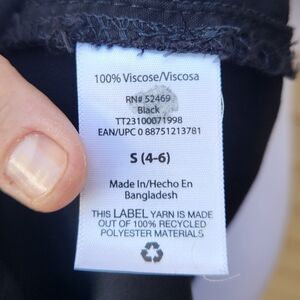 100% Viscose/Viscosa
RN# 52469
Black
TT23100071998
EAN/UPC 0 88751213781
S (4-6)
Made In/Hecho En
Bangladesh
THIS LABEL YARN IS MADE
OUT OF 100% RECYCLED
POLYESTER MATERIALS